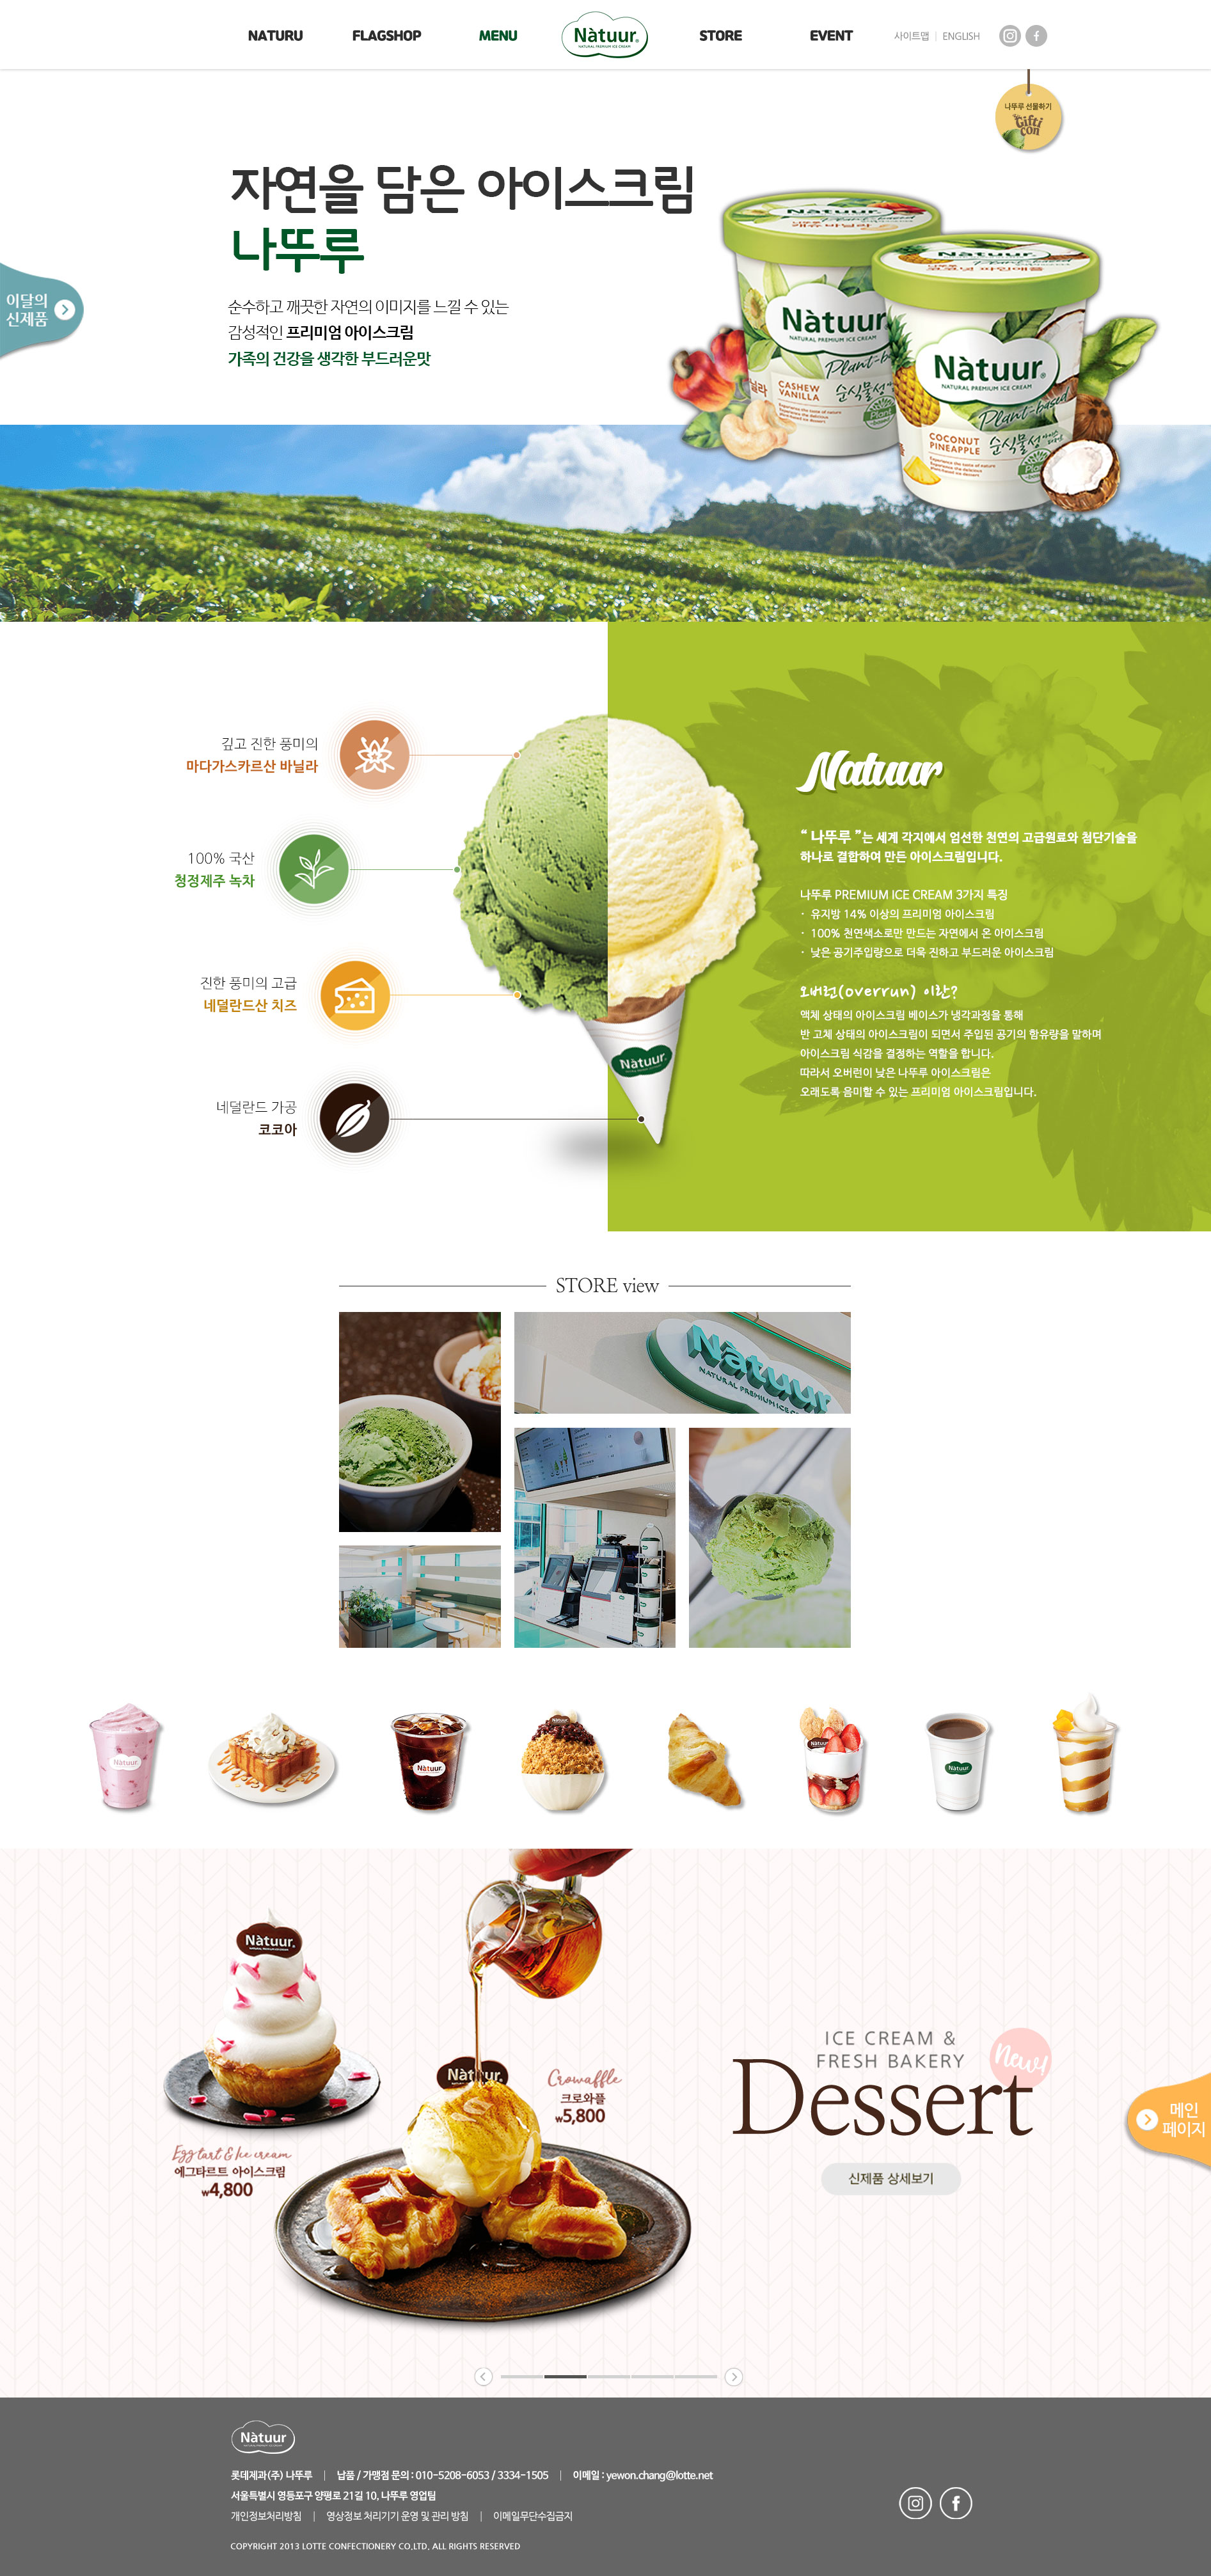 NATURU
FLAGSHOP
MENU
Nàtuur
NATURAL PREMIUM ICE CREAM
STORE
EVENT
사이트맵 | ENGLISH
나뚜루 선물하기
Gifti
con
자연을 담은 아이스크림
나뚜루
이달의
신제품
순수하고 깨끗한 자연의 이미지를 느낄 수 있는
감성적인 프리미엄 아이스크림
가족의 건강을 생각한 부드러운맛
Nàtuur
Nàtuur
NATURAL PREMIUM ICE CREAM
Plant-based
CASHEW
VANILLA
순식물성
Nàtuur
Nàtuur
NATURAL PREMIUM ICE CREAM
Plant-based
COCONUT
PINEAPPLE
순식물성
깊고 진한 풍미의
마다가스카르산 바닐라
100% 국산
청정제주 녹차
진한 풍미의 고급
네덜란드산 치즈
네덜란드 가공
코코아
Nàtuur
Natuur
“ 나뚜루 ”는 세계 각지에서 엄선한 천연의 고급원료와 첨단기술을
하나로 결합하여 만든 아이스크림입니다.
나뚜루 PREMIUM ICE CREAM 3가지 특징
· 유지방 14% 이상의 프리미엄 아이스크림
· 100% 천연색소로만 만드는 자연에서 온 아이스크림
· 낮은 공기주입량으로 더욱 진하고 부드러운 아이스크림
오버런(overrun) 이란?
액체 상태의 아이스크림 베이스가 냉각과정을 통해
반 고체 상태의 아이스크림이 되면서 주입된 공기의 함유량을 말하며
아이스크림 식감을 결정하는 역할을 합니다.
따라서 오버런이 낮은 나뚜루 아이스크림은
오래도록 음미할 수 있는 프리미엄 아이스크림입니다.
STORE view
Nàtuur
NATURAL PREMIUM ICE C
Nàtuur
Nàtuur
Nàtuur
Nàtuur
Nàtuur
Nàtuur
Nàtuur
Crowaffle
크로와플
₩5,800
Eggtart & Ice cream
에그타르트 아이스크림
₩4,800
ICE CREAM &
FRESH BAKERY
New!
Dessert
신제품 상세보기
메인
페이지
Nàtuur
롯데제과(주) 나뚜루 | 납품 / 가맹점 문의 : 010-5208-6053 / 3334-1505 | 이메일 : yewon.chang@lotte.net
서울특별시 영등포구 양평로 21길 10, 나뚜루 영업팀
개인정보처리방침 | 영상정보 처리기기 운영 및 관리 방침 | 이메일무단수집금지
COPYRIGHT 2013 LOTTE CONFECTIONERY CO,LTD. ALL RIGHTS RESERVED